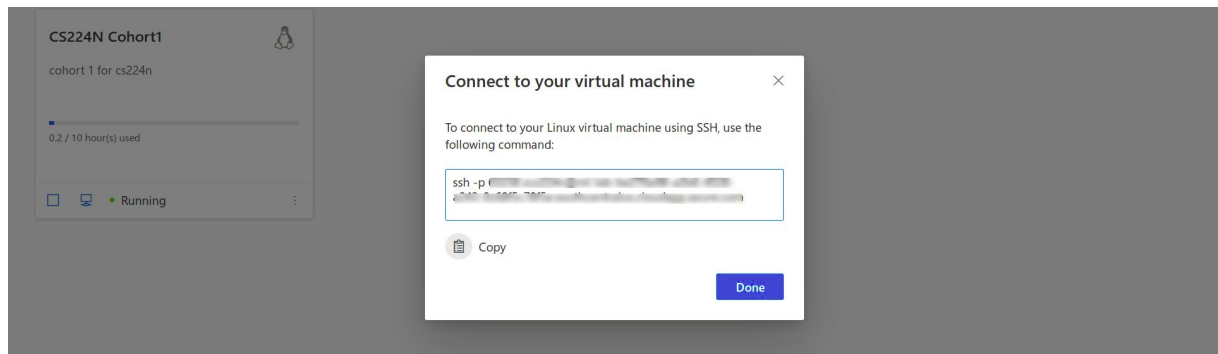 CS224N Cohort1
cohort 1 for cs224n
0.2 / 10 hour(s) used
Running
Connect to your virtual machine
To connect to your Linux virtual machine using SSH, use the
following command:
ssh -p
Copy
Done